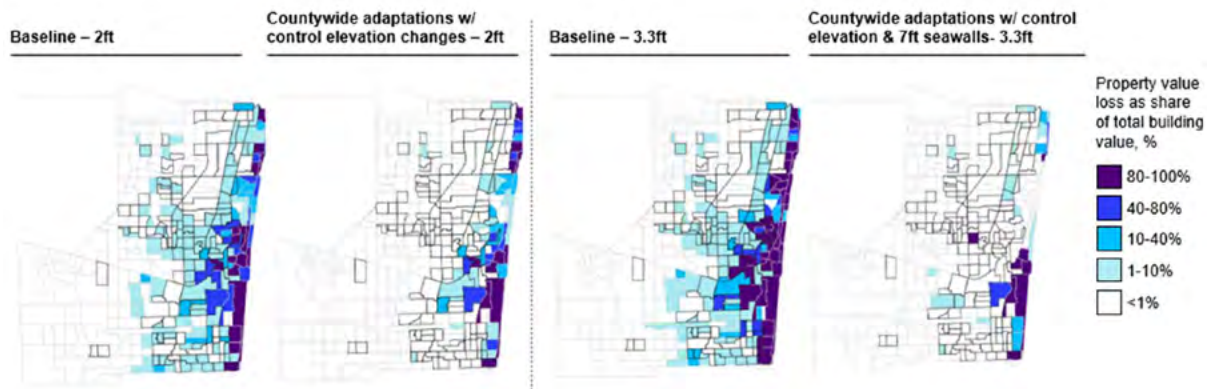 Baseline – 2ft
Countywide adaptations w/
control elevation changes – 2ft
Baseline – 3.3ft
Countywide adaptations w/ control
elevation & 7ft seawalls- 3.3ft
Property value
loss as share
of total building
value, %
80-100%
40-80%
10-40%
1-10%
<1%